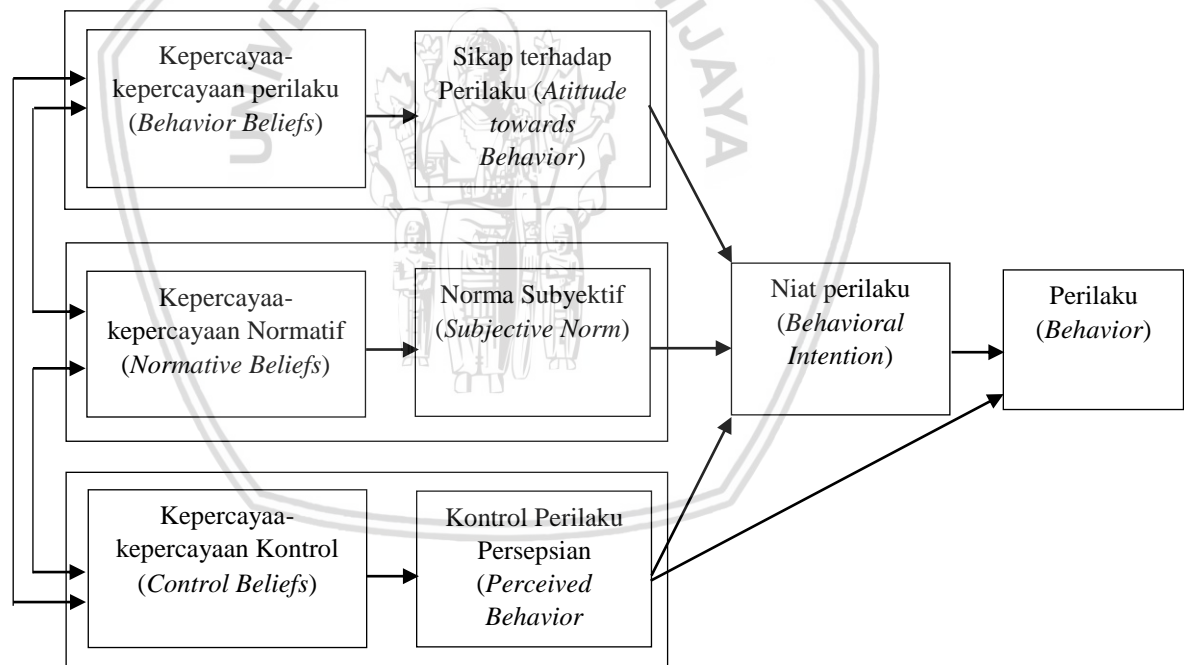 Kepercayaa-
kepercayaan perilaku
(Behavior Beliefs)
Sikap terhadap
Perilaku (Atittude
towards
Behavior)
Kepercayaa-
kepercayaan Normatif
(Normative Beliefs)
Norma Subyektif
(Subjective Norm)
Niat perilaku
(Behavioral
Intention)
Perilaku
(Behavior)
Kepercayaa-
kepercayaan Kontrol
(Control Beliefs)
Kontrol Perilaku
Persepsian
(Perceived
Behavior